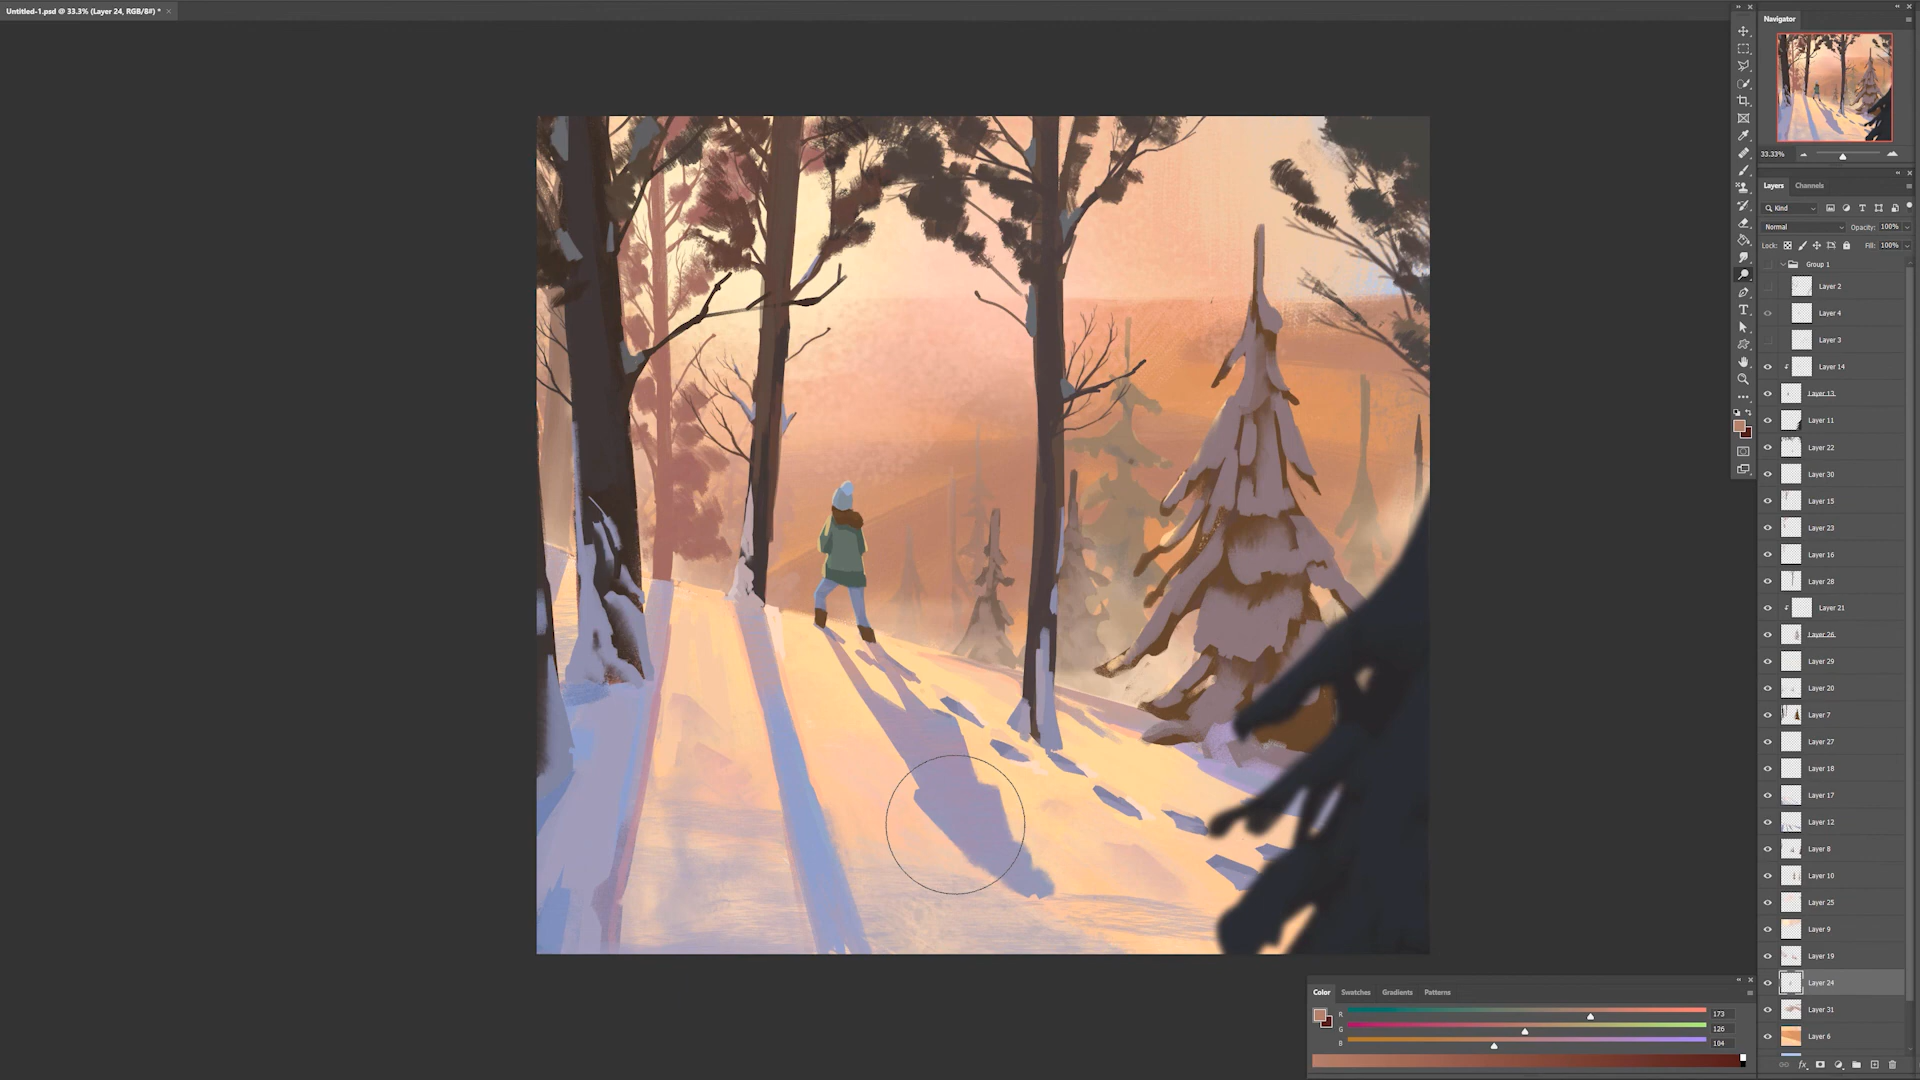 Untitled-1.psd @ 33.3% (Layer 24, RGB/8#) *
Navigator
33.33%
Layers
Channels
Kind
Normal
Opacity: 100%
Lock:
Fill: 100%
Group 1
Layer 2
Layer 4
Layer 3
Layer 14
Layer 13
Layer 11
Layer 22
Layer 30
Layer 15
Layer 23
Layer 16
Layer 28
Layer 21
Layer 26
Layer 29
Layer 20
Layer 7
Layer 27
Layer 18
Layer 17
Layer 12
Layer 8
Layer 10
Layer 25
Layer 9
Layer 19
Layer 24
Layer 31
Layer 6
Color
Swatches
Gradients
Patterns
R 173
G 126
B 104